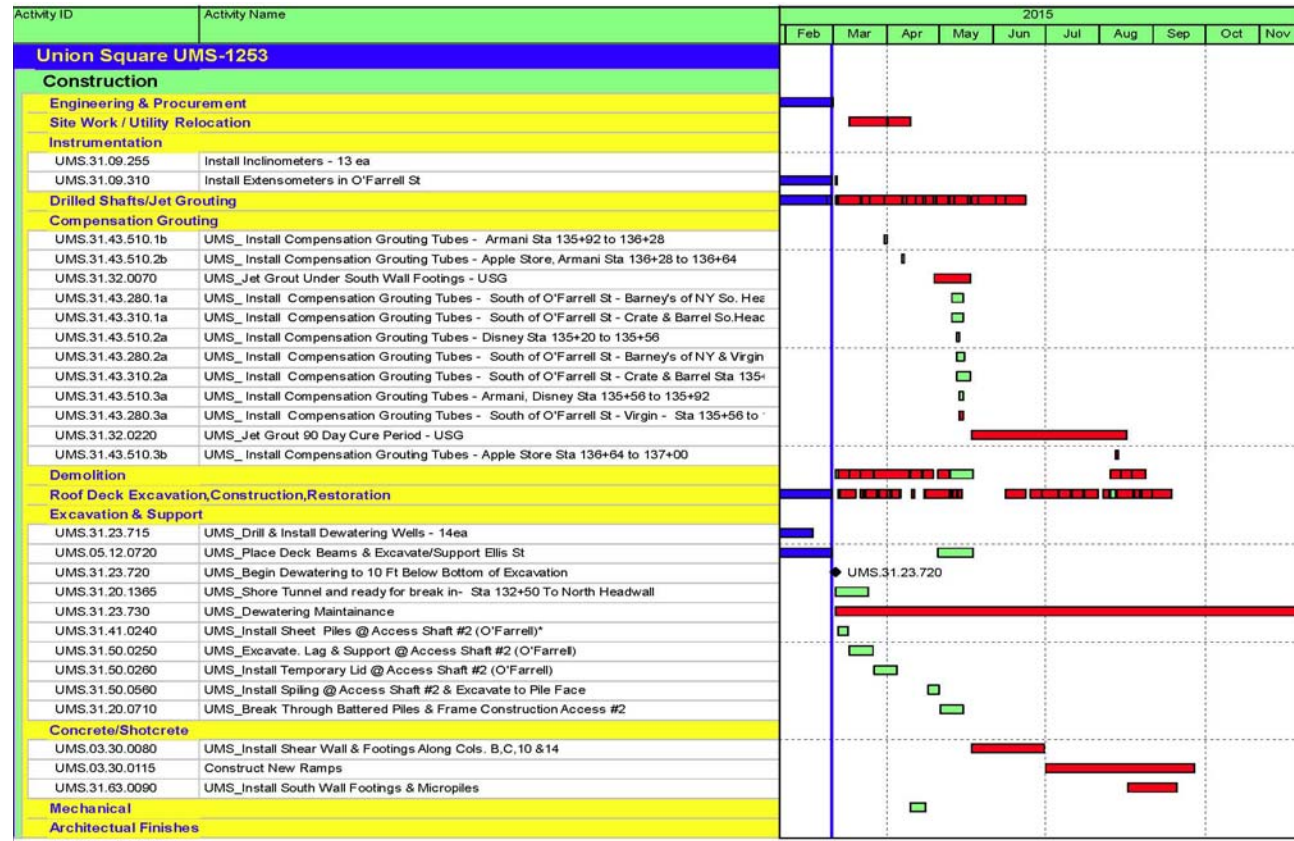 Activity ID Activity Name 2015
Feb Mar Apr May Jun Jul Aug Sep Oct Nov
Union Square UMS-1253
Construction
Engineering & Procurement
Site Work / Utility Relocation
Instrumentation
UMS.31.09.255 Install Inclinometers - 13 ea
UMS.31.09.310 Install Extensometers in O'Farrell St
Drilled Shafts/Jet Grouting
Compensation Grouting
UMS.31.43.510.1b UMS_ Install Compensation Grouting Tubes - Armani Sta 135+92 to 136+28
UMS.31.43.510.2b UMS_ Install Compensation Grouting Tubes - Apple Store, Armani Sta 136+28 to 136+64
UMS.31.32.0070 UMS_Jet Grout Under South Wall Footings - USG
UMS.31.43.280.1a UMS_ Install Compensation Grouting Tubes - South of O'Farrell St - Barney's of NY So. Hea
UMS.31.43.310.1a UMS_ Install Compensation Grouting Tubes - South of O'Farrell St - Crate & Barrel So.Head
UMS.31.43.510.2a UMS_ Install Compensation Grouting Tubes - Disney Sta 135+20 to 135+56
UMS.31.43.280.2a UMS_ Install Compensation Grouting Tubes - South of O'Farrell St - Barney's of NY & Virgin
UMS.31.43.310.2a UMS_ Install Compensation Grouting Tubes - South of O'Farrell St - Crate & Barrel Sta 135+
UMS.31.43.510.3a UMS_ Install Compensation Grouting Tubes - Armani, Disney Sta 135+56 to 135+92
UMS.31.43.280.3a UMS_ Install Compensation Grouting Tubes - South of O'Farrell St - Virgin - Sta 135+56 to
UMS.31.32.0220 UMS_Jet Grout 90 Day Cure Period - USG
UMS.31.43.510.3b UMS_ Install Compensation Grouting Tubes - Apple Store Sta 136+64 to 137+00
Demolition
Roof Deck Excavation,Construction,Restoration
Excavation & Support
UMS.31.23.715 UMS_Drill & Install Dewatering Wells - 14ea
UMS.05.12.0720 UMS_Place Deck Beams & Excavate/Support Ellis St
UMS.31.23.720 UMS_Begin Dewatering to 10 Ft Below Bottom of Excavation UMS.31.23.720
UMS.31.20.1365 UMS_Shore Tunnel and ready for break in- Sta 132+50 To North Headwall
UMS.31.23.730 UMS_Dewatering Maintainance
UMS.31.41.0240 UMS_Install Sheet Piles @ Access Shaft #2 (O'Farrell)*
UMS.31.50.0250 UMS_Excavate. Lag & Support @ Access Shaft #2 (O'Farrell)
UMS.31.50.0260 UMS_Install Temporary Lid @ Access Shaft #2 (O'Farrell)
UMS.31.50.0560 UMS_Install Spiling @ Access Shaft #2 & Excavate to Pile Face
UMS.31.20.0710 UMS_Break Through Battered Piles & Frame Construction Access #2
Concrete/Shotcrete
UMS.03.30.0080 UMS_Install Shear Wall & Footings Along Cols. B,C,10 &14
UMS.03.30.0115 Construct New Ramps
UMS.31.63.0090 UMS_Install South Wall Footings & Micropiles
Mechanical
Architectual Finishes